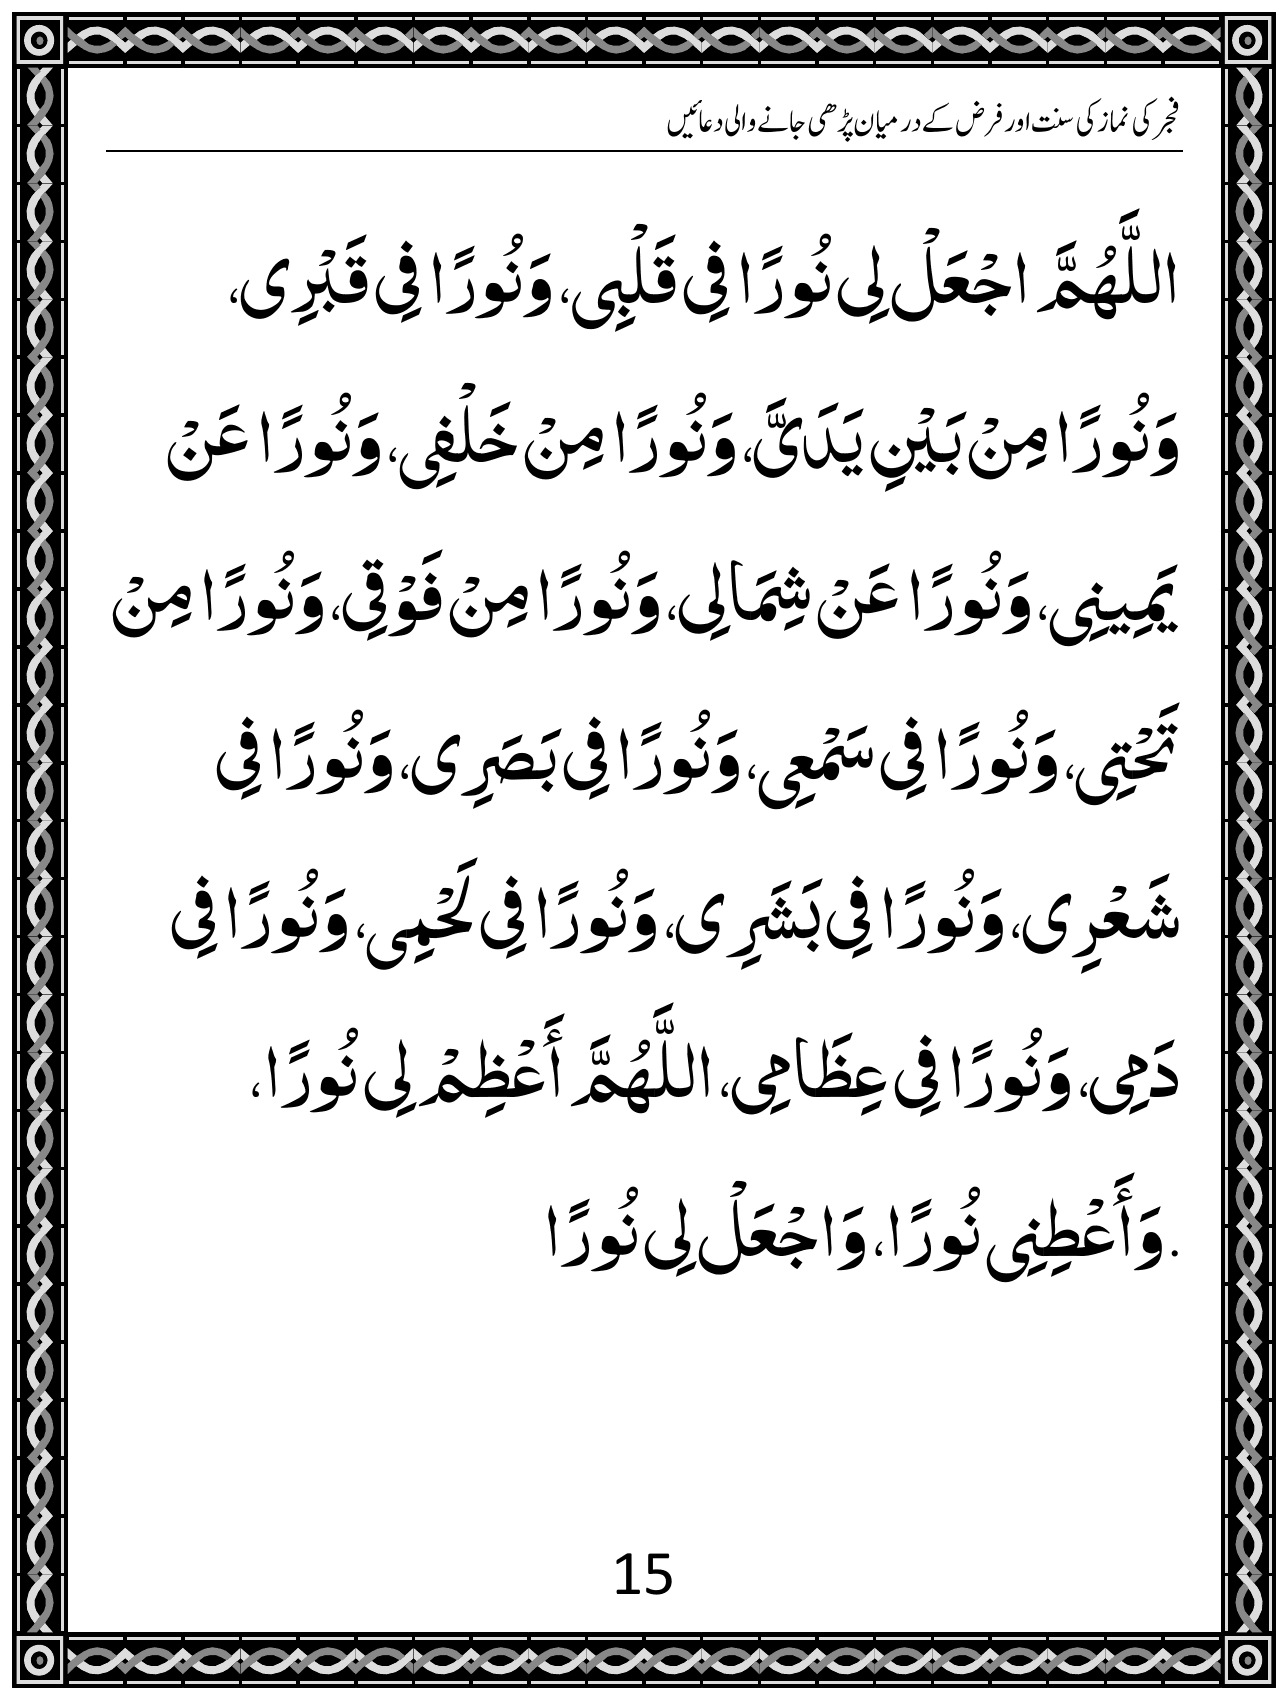 فجر کی نماز کی سنت اور فرض کے درمیان پڑھی جانے والی دعائیں
اللَّهُمَّ اجْعَلْ لِی نُورًا فِی قَلْبِی، وَنُورًا فِی قَبْرِی،
وَنُورًا مِنْ بَيْنِ يَدَیَّ، وَنُورًا مِنْ خَلْفِی، وَنُورًا عَنْ
يَمِينِی، وَنُورًا عَنْ شِمَالِی، وَنُورًا مِنْ فَوْقِی، وَنُورًا مِنْ
تَحْتِی، وَنُورًا فِی سَمْعِی، وَنُورًا فِی بَصَرِی، وَنُورًا فِی
شَعْرِی، وَنُورًا فِی بَشَرِی، وَنُورًا فِی لَحْمِی، وَنُورًا فِی
دَمِی، وَنُورًا فِی عِظَامِی، اللَّهُمَّ أَعْظِمْ لِی نُورًا،
.وَأَعْطِنِی نُورًا، وَاجْعَلْ لِی نُورًا
15